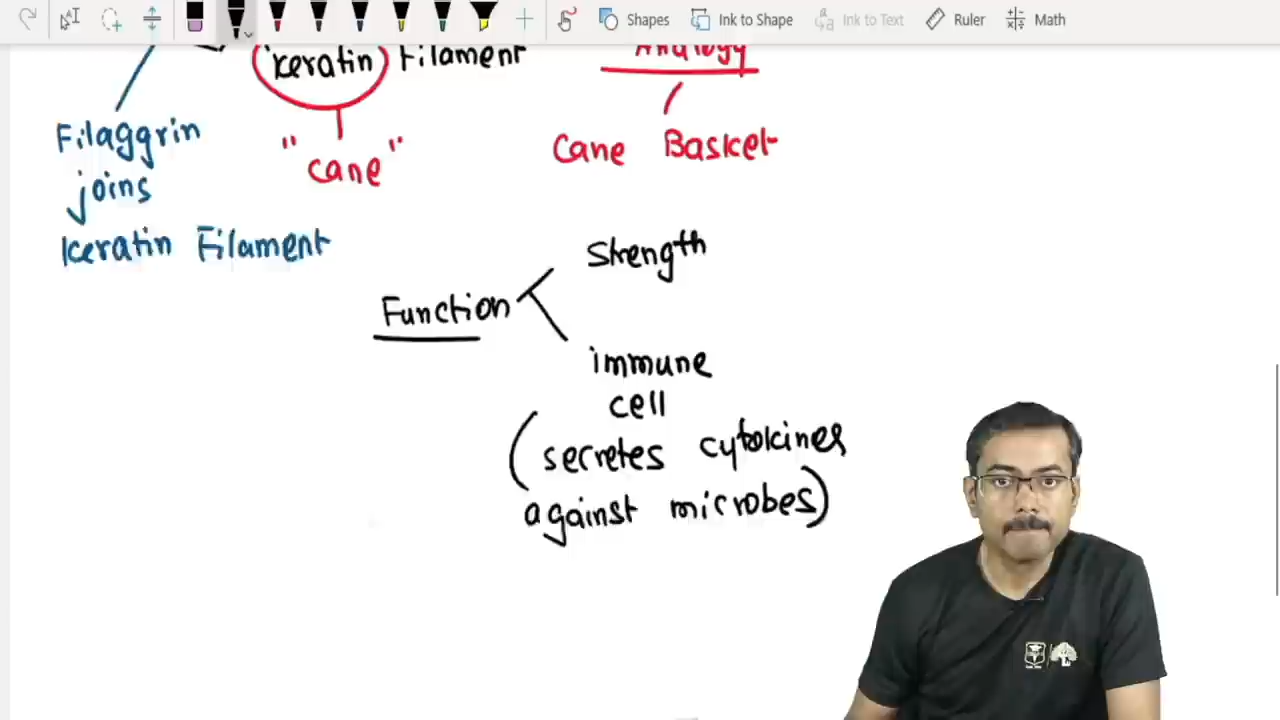 Shapes
Ink to Shape
Ink to Text
Ruler
Math
keratin Filament
Analogy
Filaggrin
joins
keratin Filament
"cane"
Cane Basket
Function
Strength
immune
cell
(secretes cytokines
against microbes)